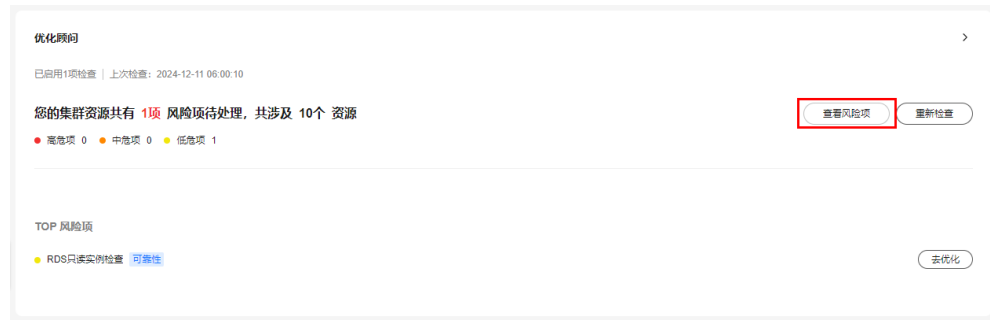 优化顾问
已启用1项检查 | 上次检查：2024-12-11 06:00:10
您的集群资源共有 1项 风险项待处理，共涉及 10个 资源
查看风险项 重新检查
高危项 0 中危项 0 低危项 1
TOP 风险项
RDS只读实例检查 可靠性 去优化